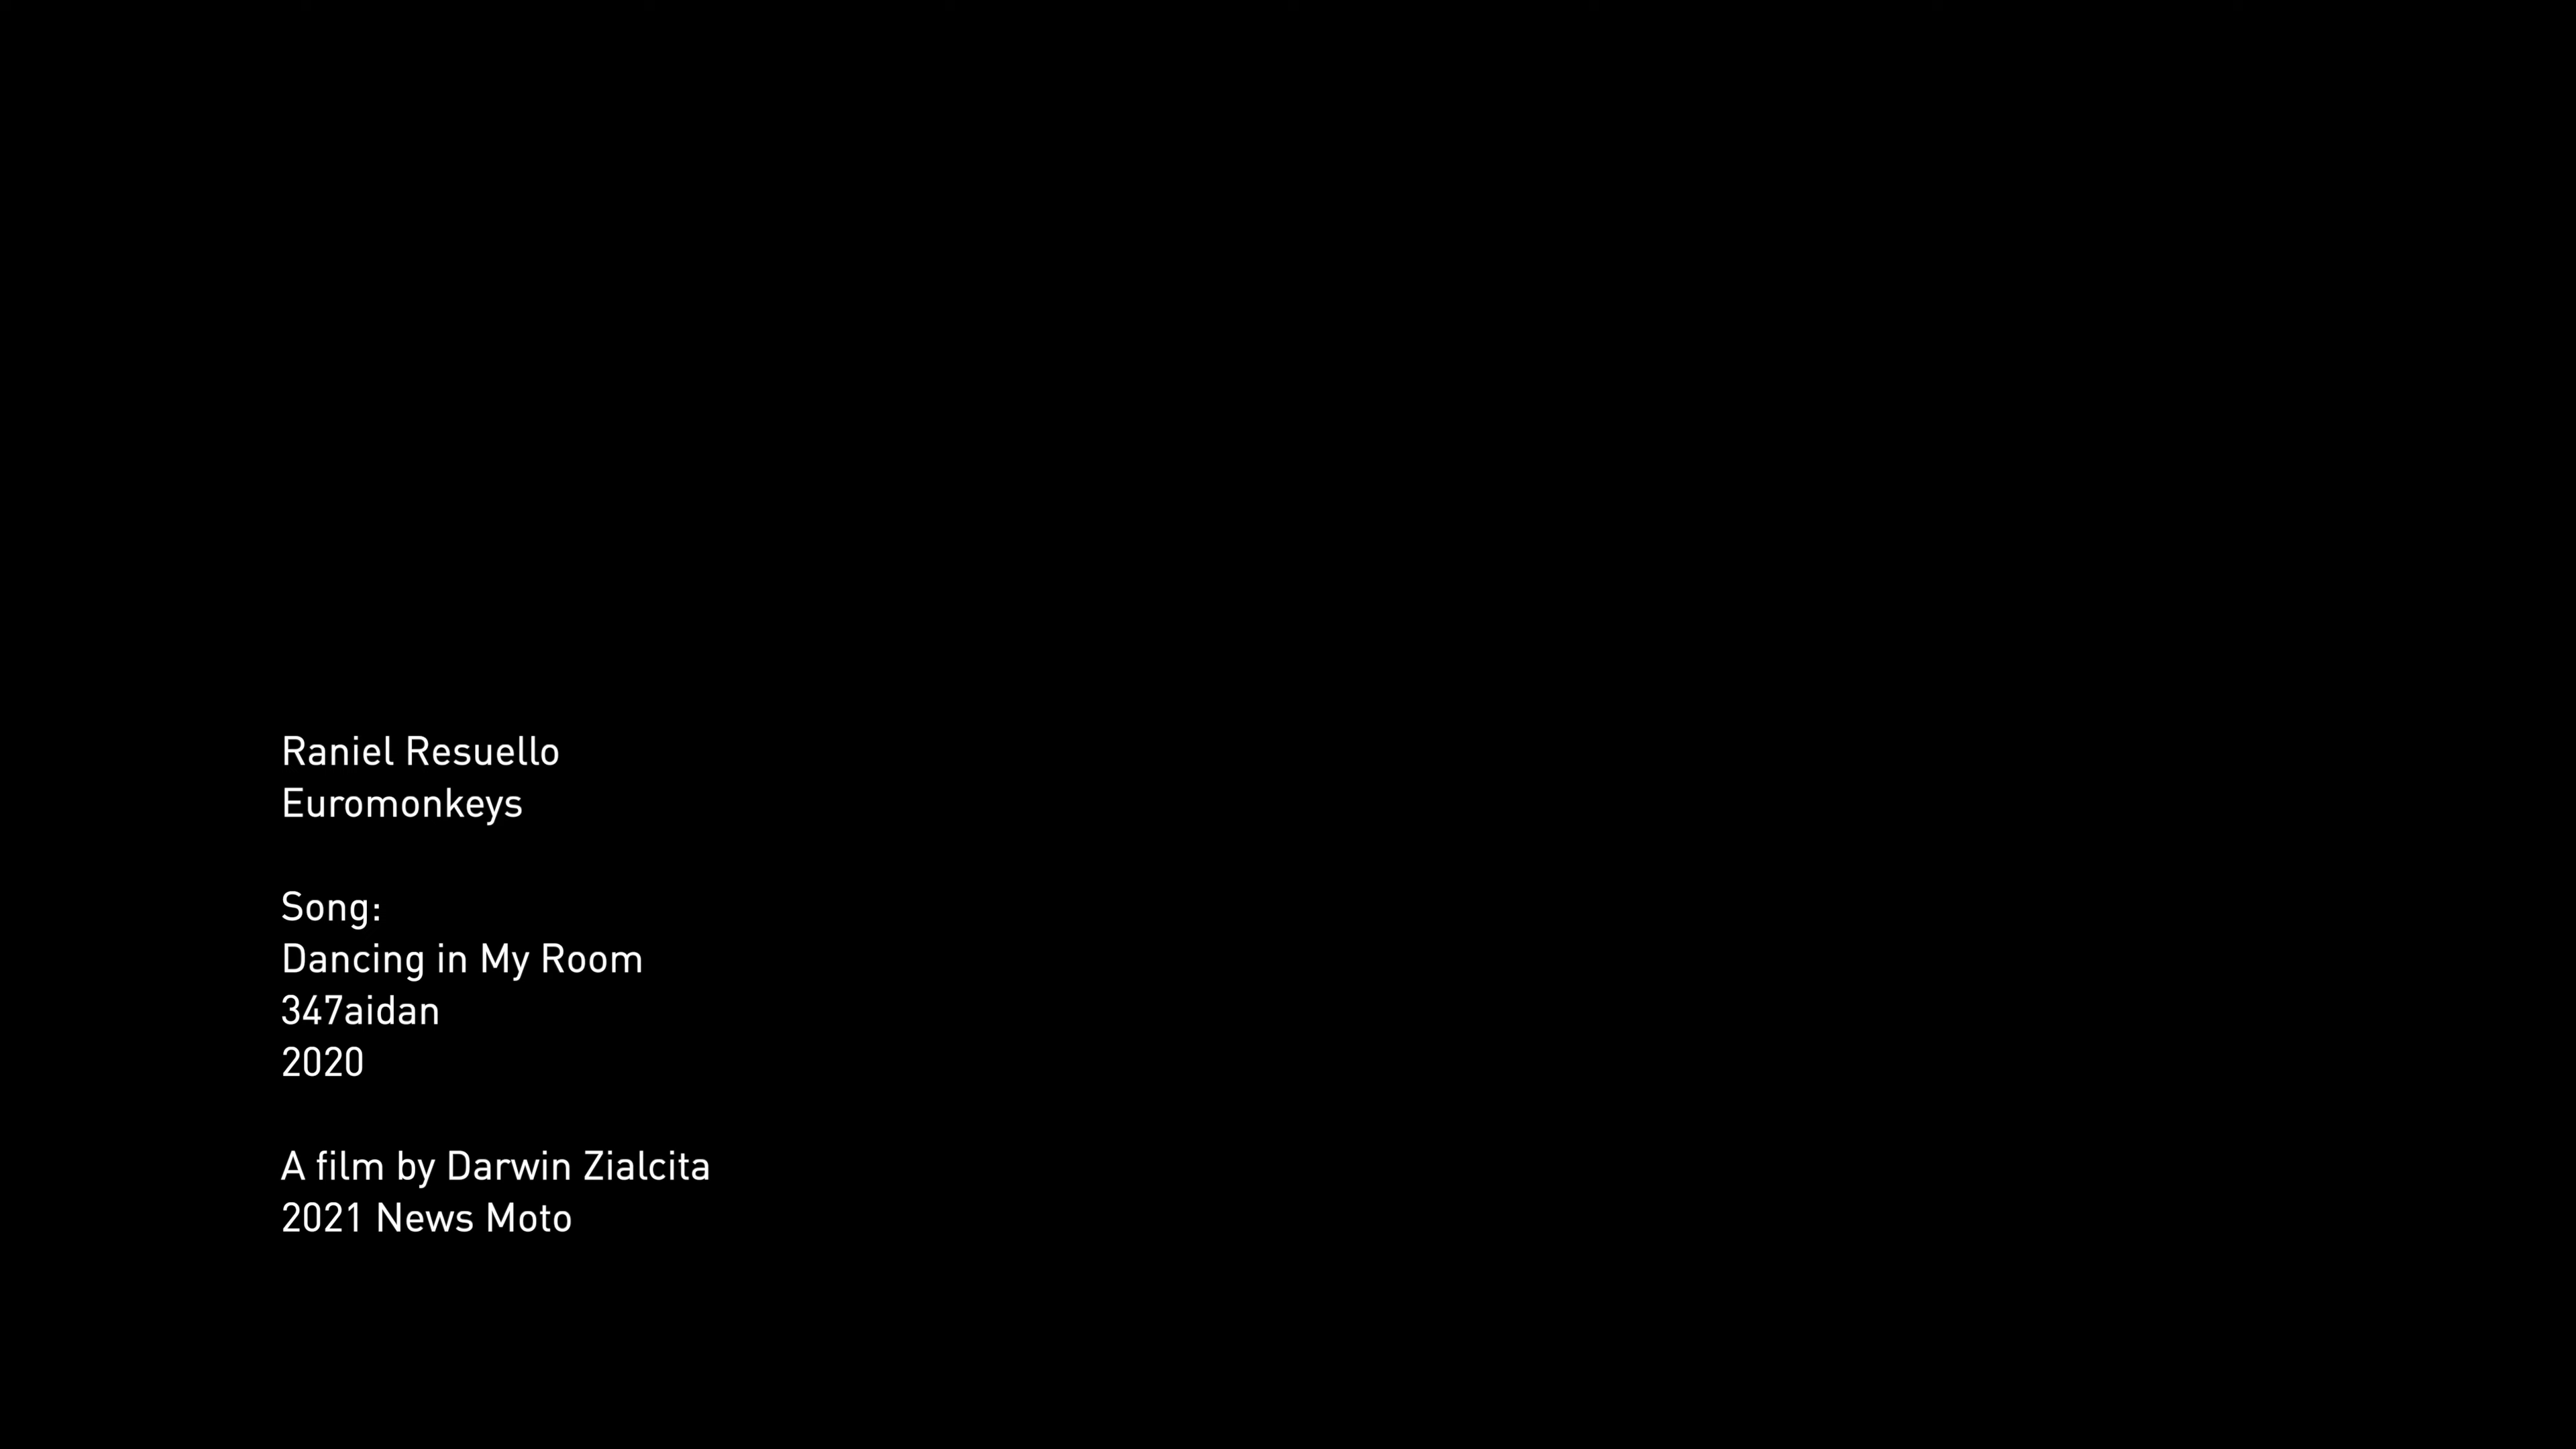 Raniel Resuello
Euromonkeys
Song:
Dancing in My Room
347aidan
2020
A film by Darwin Zialcita
2021 News Moto